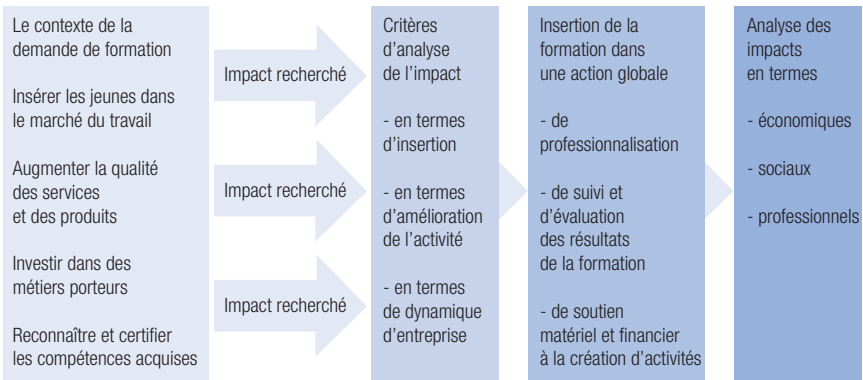 Le contexte de la
demande de formation
Insérer les jeunes dans
le marché du travail
Augmenter la qualité
des services
et des produits
Investir dans des
métiers porteurs
Reconnaître et certifier
les compétences acquises
Impact recherché
Impact recherché
Impact recherché
Critères
d’analyse
de l’impact
- en termes
d’insertion
- en termes
d’amélioration
de l’activité
- en termes
de dynamique
d’entreprise
Insertion de la
formation dans
une action globale
- de
professionnalisation
- de suivi et
d’évaluation
des résultats
de la formation
- de soutien
matériel et financier
à la création d’activités
Analyse des
impacts
en termes
- économiques
- sociaux
- professionnels